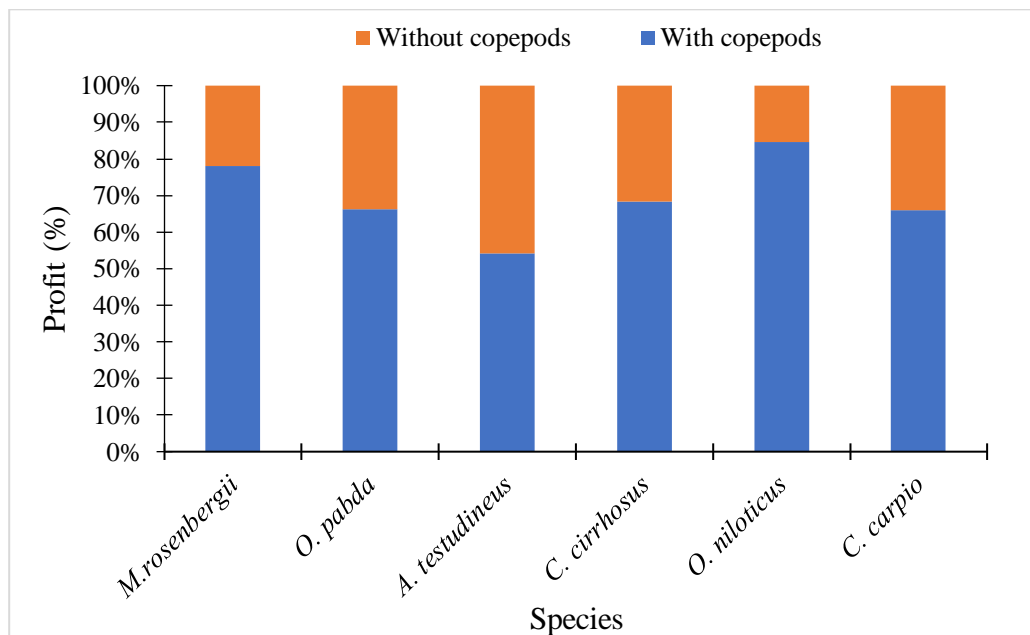 Without copepods With copepods
100%
90%
80%
70%
60%
50%
40%
30%
20%
10%
0%
Profit (%)
M.rosenbergii
O. pabda
A. testudineus
C. cirrhosus
O. niloticus
C. carpio
Species